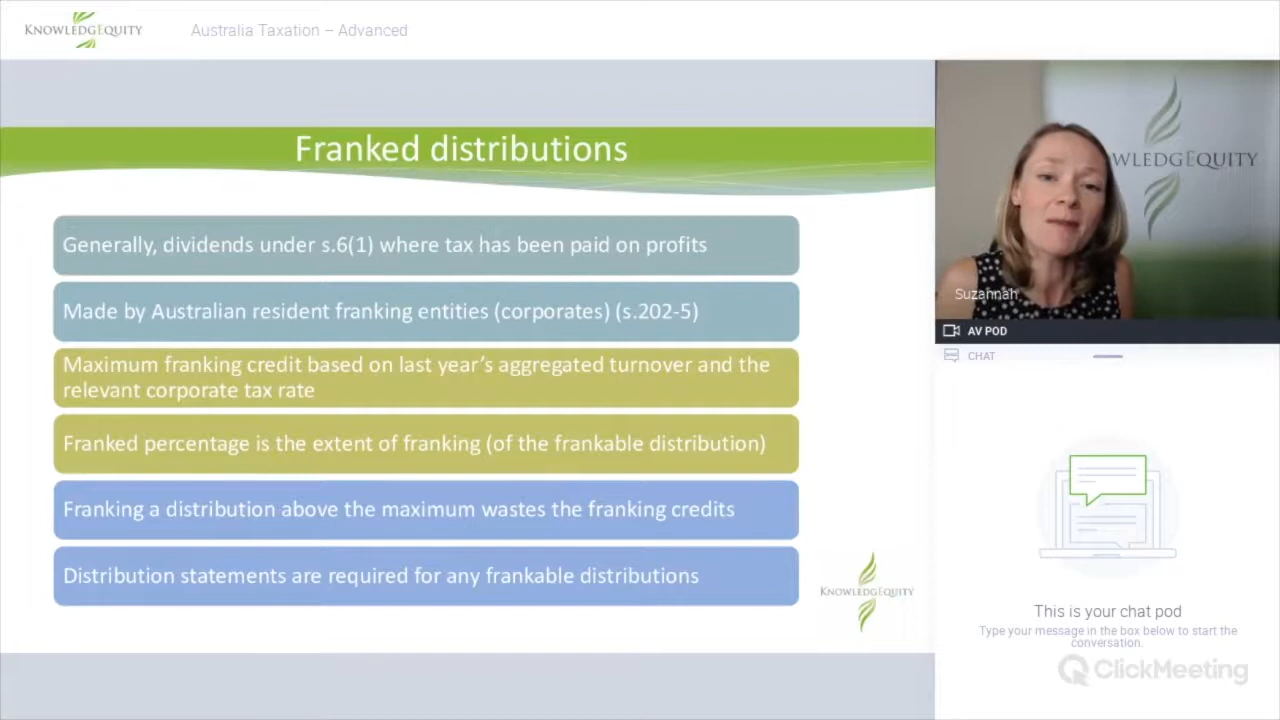 KNOWLEDGEQUITY
Australia Taxation – Advanced
Franked distributions
Generally, dividends under s.6(1) where tax has been paid on profits
Made by Australian resident franking entities (corporates) (s.202-5)
Maximum franking credit based on last year's aggregated turnover and the
relevant corporate tax rate
Franked percentage is the extent of franking (of the frankable distribution)
Franking a distribution above the maximum wastes the franking credits
Distribution statements are required for any frankable distributions
KNOWLEDGEQUITY
WLEDGEQUITY
Suzannah
AV POD
CHAT
This is your chat pod
Type your message in the box below to start the
conversation.
ClickMeeting